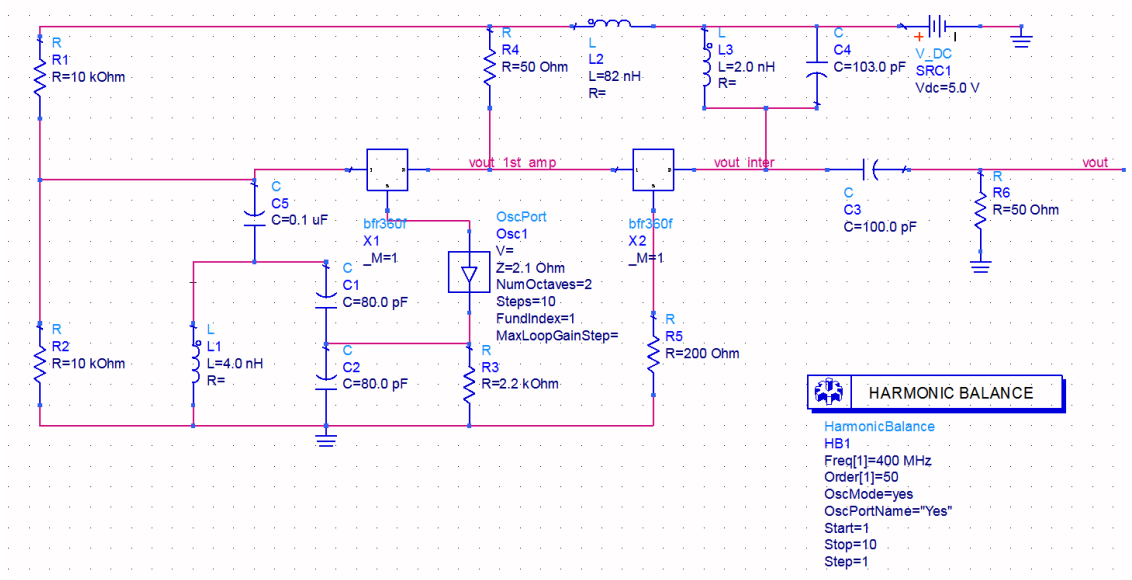 R
R1
R=10 kOhm
R
R4
R=50 Ohm
L
L2
L=82 nH
R=
L
L3
L=2.0 nH
R=
C
C4
C=103.0 pF
V_DC
SRC1
Vdc=5.0 V
vout_1st_amp
vout_inter
vout
C
C5
C=0.1 uF
bfr360f
X1
_M=1
OscPort
Osc1
V=
Z=2.1 Ohm
NumOctaves=2
Steps=10
FundIndex=1
MaxLoopGainStep=
bfr360f
X2
_M=1
C
C3
C=100.0 pF
R
R6
R=50 Ohm
C
C1
C=80.0 pF
R
R2
R=10 kOhm
L
L1
L=4.0 nH
R=
C
C2
C=80.0 pF
R
R3
R=2.2 kOhm
R
R5
R=200 Ohm
HARMONIC BALANCE
HarmonicBalance
HB1
Freq[1]=400 MHz
Order[1]=50
OscMode=yes
OscPortName="Yes"
Start=1
Stop=10
Step=1